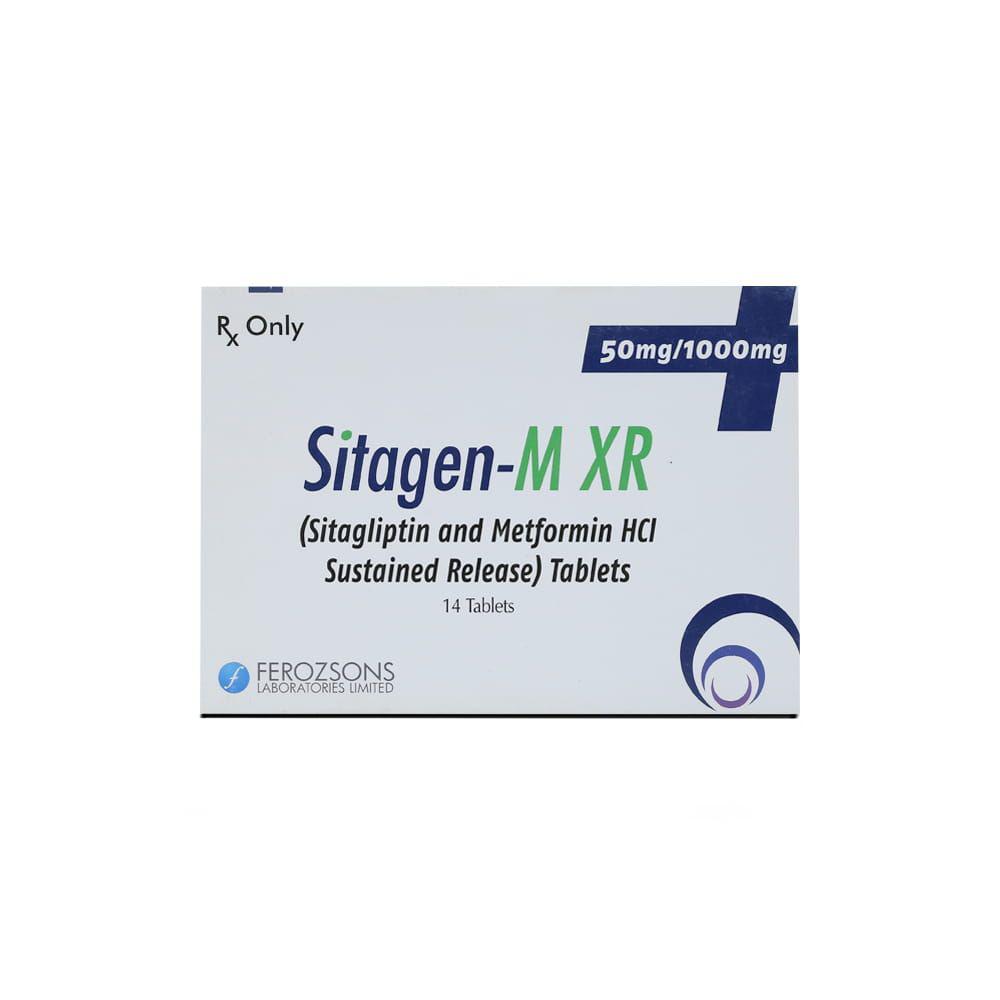 Rx Only
50mg/1000mg
Sitagen-M XR
(Sitagliptin and Metformin HCl
Sustained Release) Tablets
14 Tablets
f FEROZSONS
LABORATORIES LIMITED